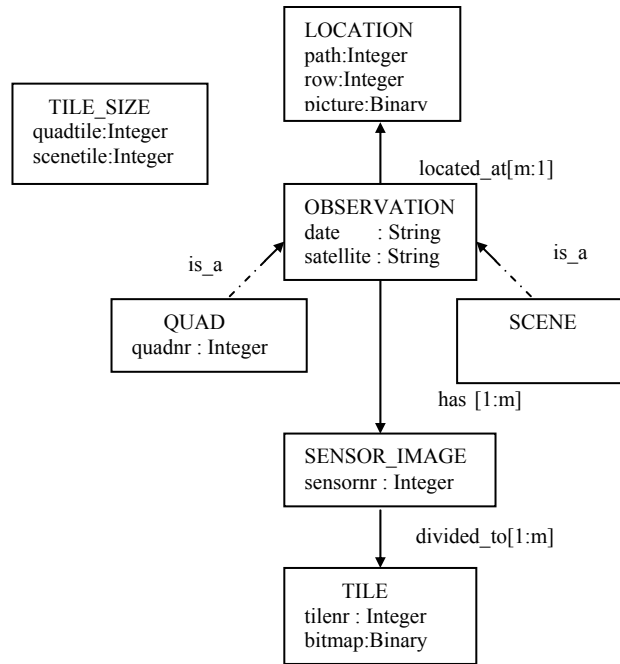 LOCATION
path:Integer
row:Integer
picture:Binary
TILE_SIZE
quadtile:Integer
scenetile:Integer
located_at[m:1]
OBSERVATION
date : String
satellite : String
is_a
is_a
QUAD
quadnr : Integer
SCENE
has [1:m]
SENSOR_IMAGE
sensornr : Integer
divided_to[1:m]
TILE
tilenr : Integer
bitmap:Binary